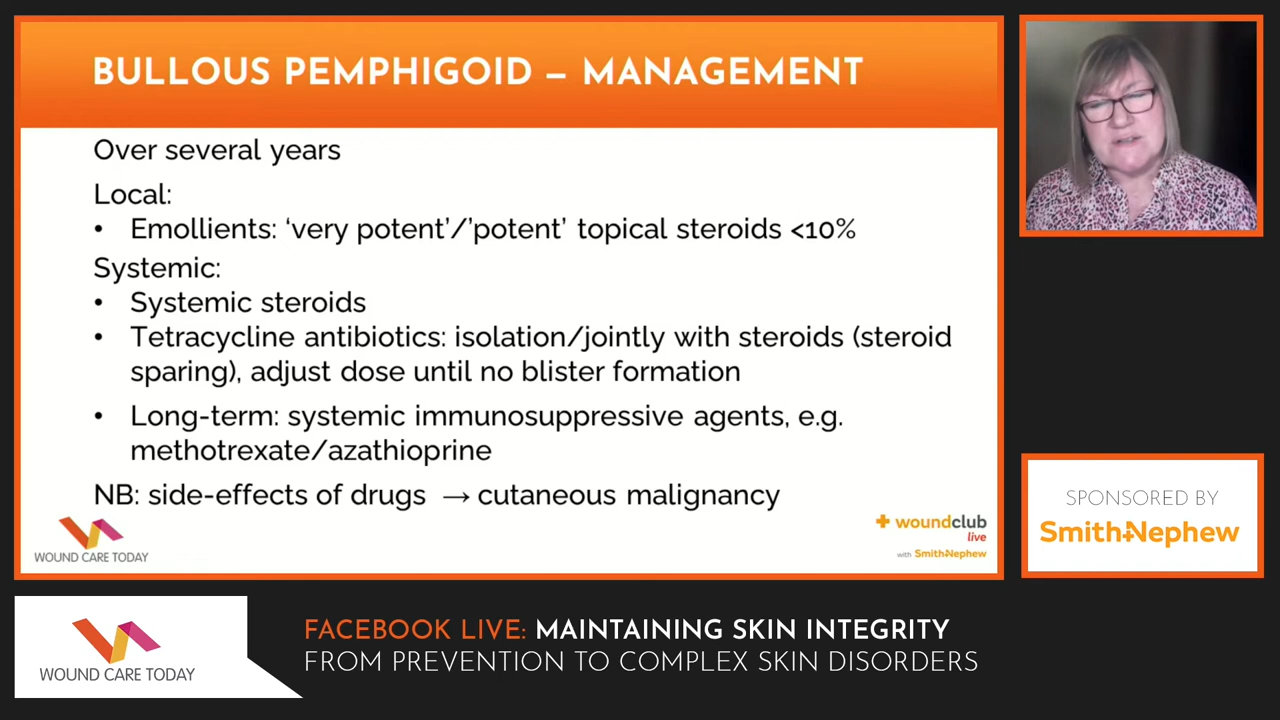 BULLOUS PEMPHIGOID – MANAGEMENT
Over several years
Local:
• Emollients: ‘very potent’/’potent’ topical steroids <10%
Systemic:
• Systemic steroids
• Tetracycline antibiotics: isolation/jointly with steroids (steroid
sparing), adjust dose until no blister formation
• Long-term: systemic immunosuppressive agents, e.g.
methotrexate/azathioprine
NB: side-effects of drugs → cutaneous malignancy
WOUND CARE TODAY
+ woundclub
live
with Smith+Nephew
SPONSORED BY
Smith+Nephew
WOUND CARE TODAY
FACEBOOK LIVE: MAINTAINING SKIN INTEGRITY
FROM PREVENTION TO COMPLEX SKIN DISORDERS